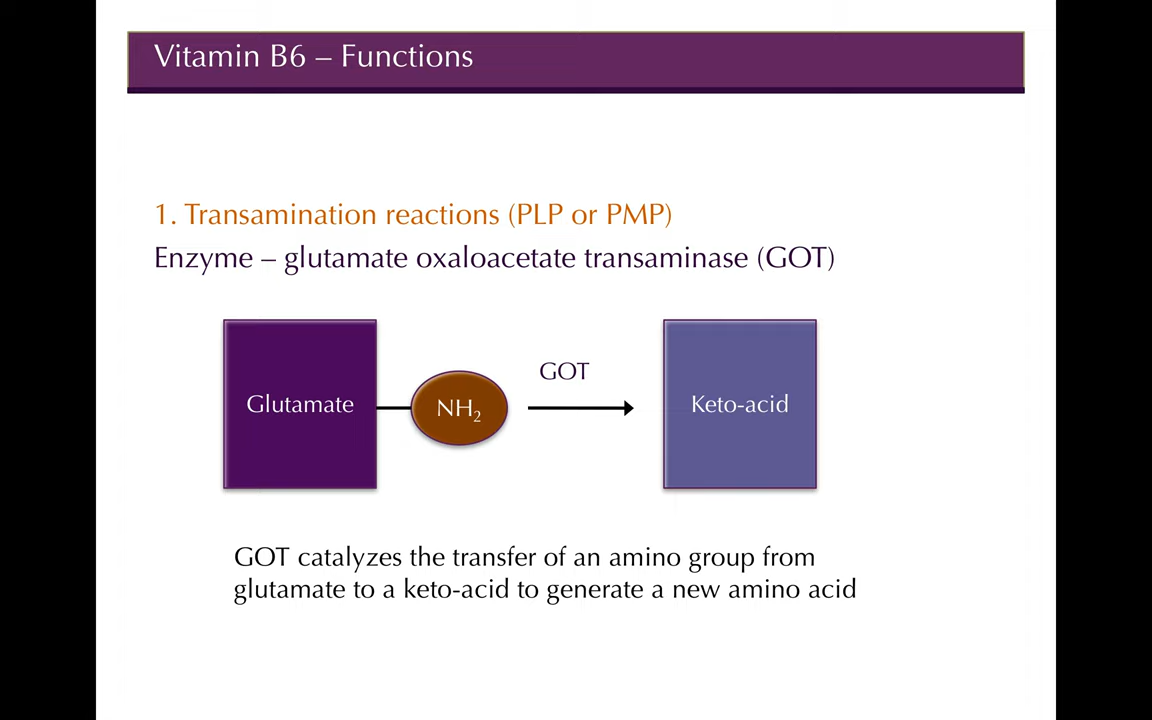 Vitamin B6 – Functions
1. Transamination reactions (PLP or PMP)
Enzyme – glutamate oxaloacetate transaminase (GOT)
GOT
Glutamate
NH₂
Keto-acid
GOT catalyzes the transfer of an amino group from
glutamate to a keto-acid to generate a new amino acid